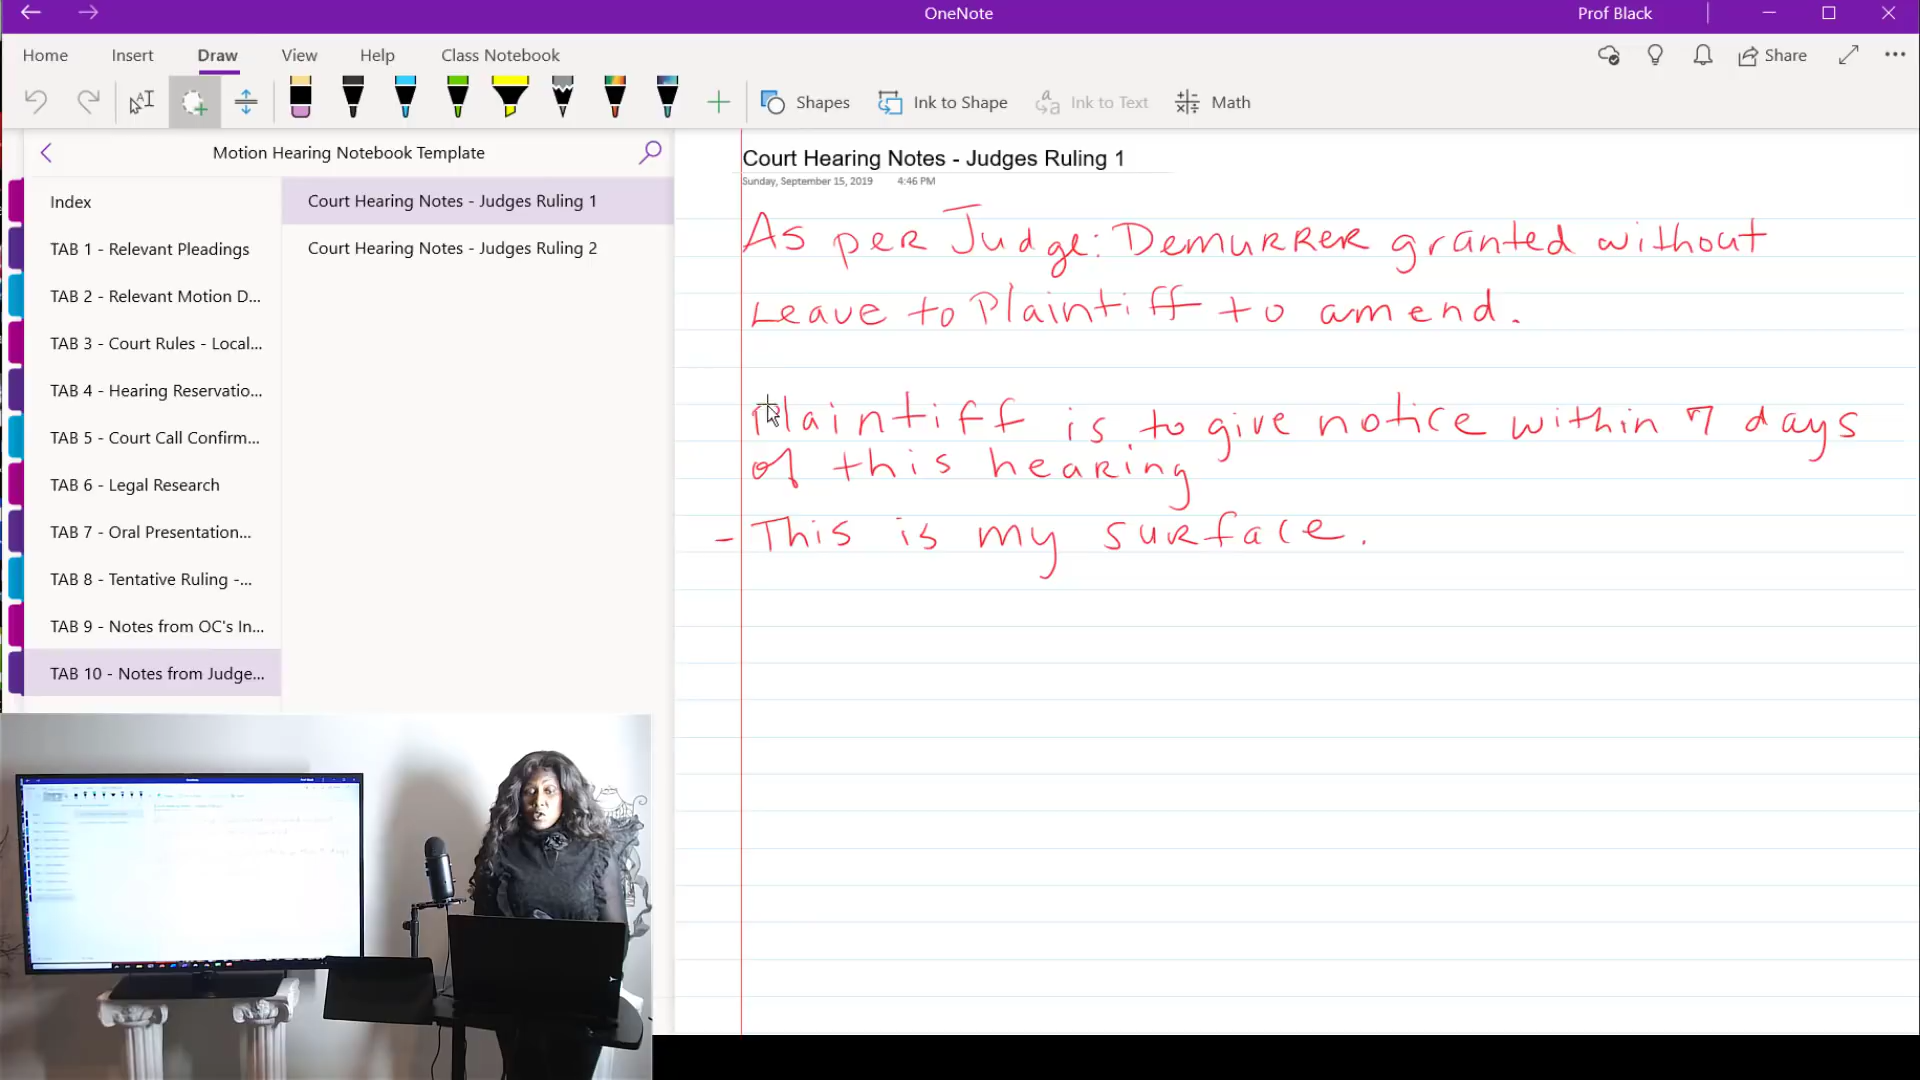 OneNote
Prof Black
Home
Insert
Draw
View
Help
Class Notebook
Share
Shapes
Ink to Shape
Ink to Text
Math
Motion Hearing Notebook Template
Index
TAB 1 - Relevant Pleadings
TAB 2 - Relevant Motion D...
TAB 3 - Court Rules - Local...
TAB 4 - Hearing Reservatio...
TAB 5 - Court Call Confirm...
TAB 6 - Legal Research
TAB 7 - Oral Presentation...
TAB 8 - Tentative Ruling -...
TAB 9 - Notes from OC's In...
TAB 10 - Notes from Judge...
Court Hearing Notes - Judges Ruling 1
Court Hearing Notes - Judges Ruling 2
Court Hearing Notes - Judges Ruling 1
Sunday, September 15, 2019 4:46 PM
As per Judge: Demurrer granted without
Leave to Plaintiff to amend.
Plaintiff is to give notice within 7 days
of this hearing
- This is my surface.